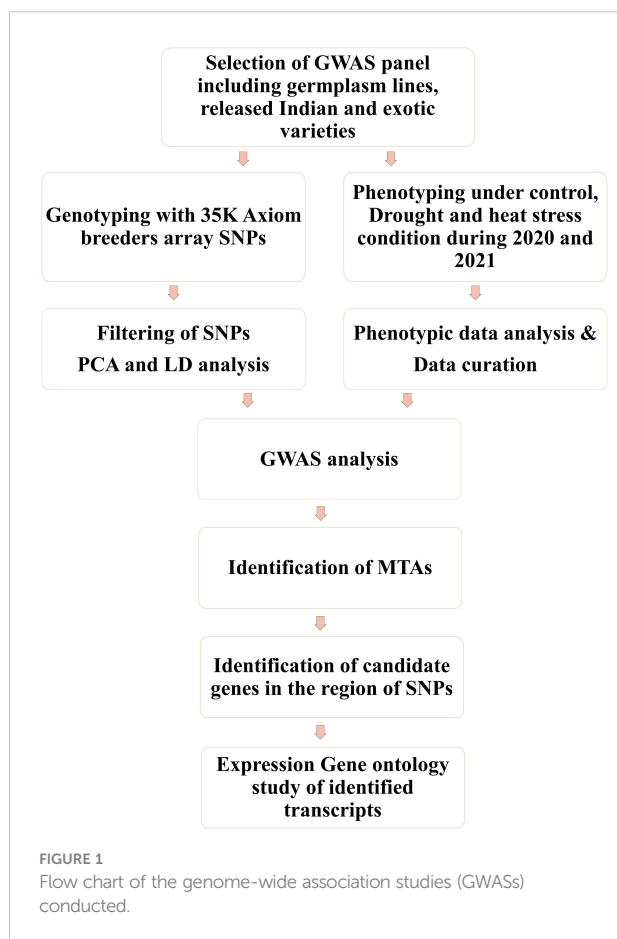 Selection of GWAS panel
including germplasm lines,
released Indian and exotic
varieties
Genotyping with 35K Axiom
breeders array SNPs
Phenotyping under control,
Drought and heat stress
condition during 2020 and
2021
Filtering of SNPs
PCA and LD analysis
Phenotypic data analysis &
Data curation
GWAS analysis
Identification of MTAs
Identification of candidate
genes in the region of SNPs
Expression Gene ontology
study of identified
transcripts
FIGURE 1
Flow chart of the genome-wide association studies (GWASs)
conducted.